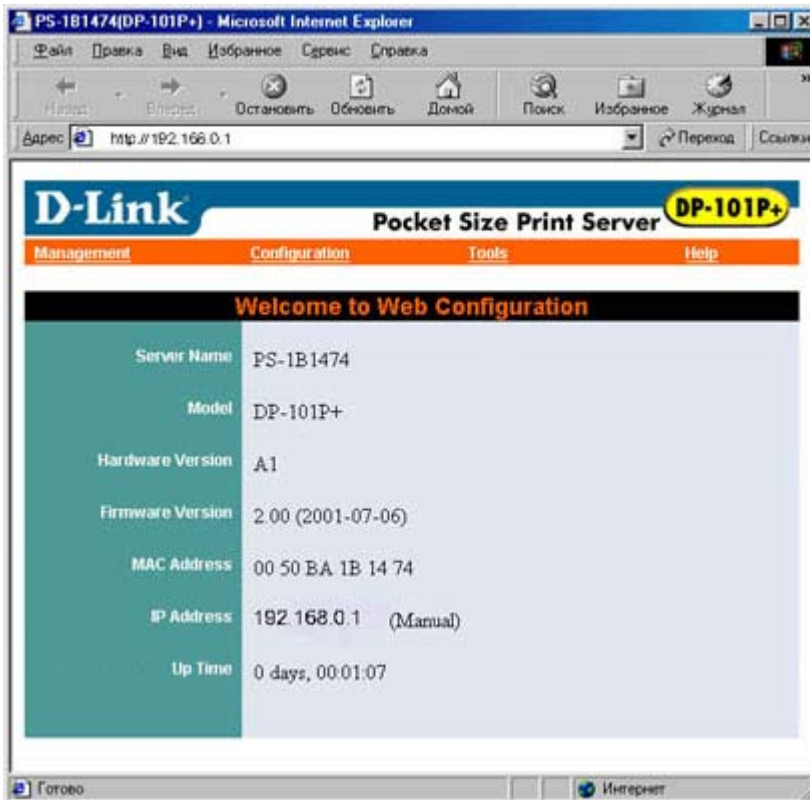 PS-1B1474(DP-101P+) - Microsoft Internet Explorer
Файл Правка Вид Избранное Сервис Справка
Назад Вперед Остановить Обновить Домой Поиск Избранное Журнал »
Адрес http://192.168.0.1 Переход Ссылки
D-Link Pocket Size Print Server DP-101P+
Management Configuration Tools Help
Welcome to Web Configuration
Server Name PS-1B1474
Model DP-101P+
Hardware Version A1
Firmware Version 2.00 (2001-07-06)
MAC Address 00 50 BA 1B 14 74
IP Address 192.168.0.1 (Manual)
Up Time 0 days, 00:01:07
Готово Интернет